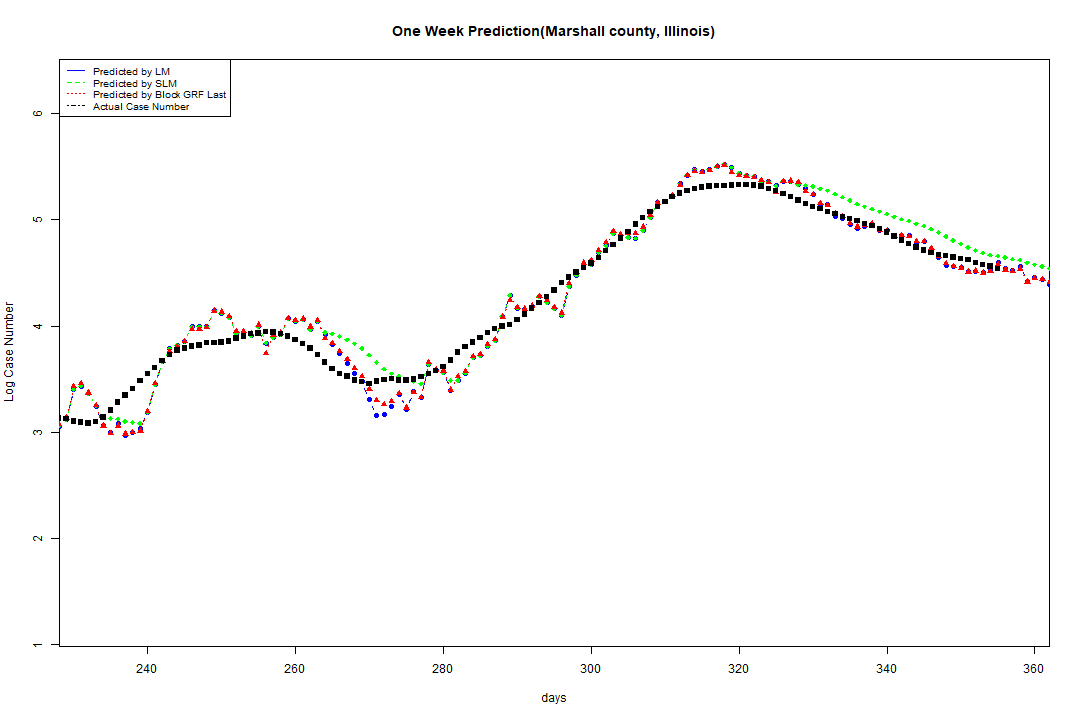 One Week Prediction(Marshall county, Illinois)
Predicted by LM
Predicted by SLM
Predicted by Block GRF Last
Actual Case Number
6
5
4
3
2
1
Log Case Number
240 260 280 300 320 340 360
days